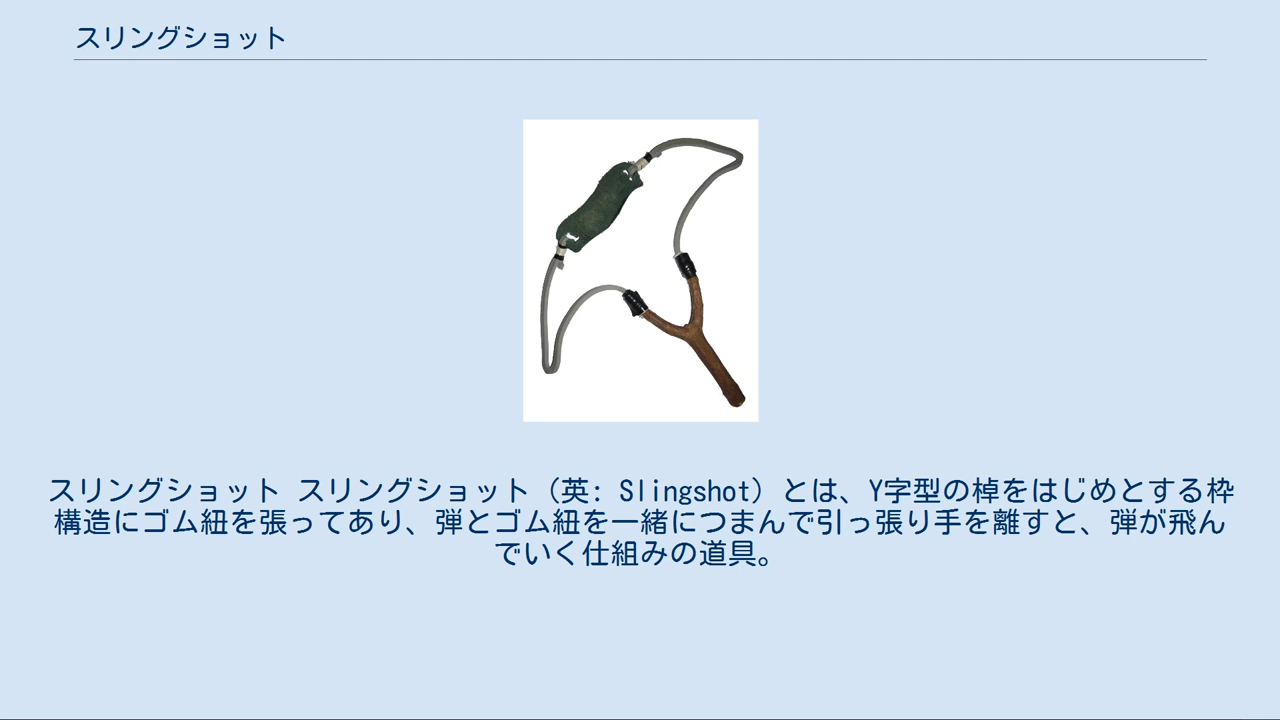 スリングショット
スリングショット スリングショット（英: Slingshot）とは、Y字型の棹をはじめとする枠
構造にゴム紐を張ってあり、弾とゴム紐を一緒につまんで引っ張り手を離すと、弾が飛ん
でいく仕組みの道具。